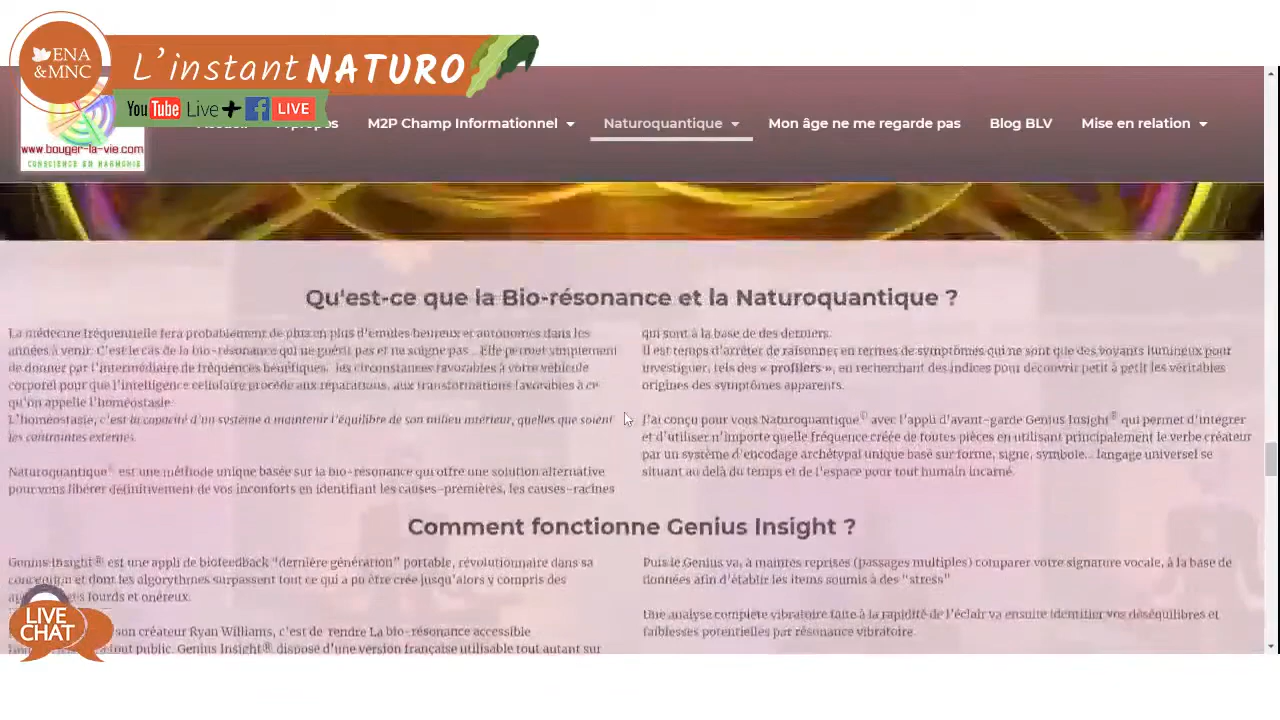 ENA
&MNC
L'instant NATURO
YouTube Live+ f LIVE
www.bouger-la-vie.com
CONSCIENCE EN HARMONIE
M2P Champ Informationnel
Naturoquantique
Mon âge ne me regarde pas
Blog BLV
Mise en relation
Qu'est-ce que la Bio-résonance et la Naturoquantique ?
La médecine fréquentielle fera probablement de plus en plus d'émules heureux et autonomes dans les
années à venir. C'est le cas de la bio-résonance qui ne guérit pas et ne soigne pas... Elle permet simplement
de donner par l'intermédiaire de fréquences bénéfiques, les circonstances favorables à votre véhicule
corporel pour que l'intelligence cellulaire procède aux réparations, aux transformations favorables à ce
qu'on appelle l'homéostasie.
L'homéostasie, c'est la capacité d'un système à maintenir l'équilibre de son milieu intérieur, quelles que soient
les contraintes externes.
Naturoquantique® est une méthode unique basée sur la bio-résonance qui offre une solution alternative
pour vous libérer définitivement de vos inconforts en identifiant les causes-premières, les causes-racines
qui sont à la base de des derniers.
Il est temps d'arrêter de raisonner en termes de symptômes qui ne sont que des voyants lumineux pour
investiguer, tels des « profilers », en recherchant des indices pour découvrir petit à petit les véritables
origines des symptômes apparents.
J'ai conçu pour vous Naturoquantique© avec l'appli d'avant-garde Genius Insight® qui permet d'intégrer
et d'utiliser n'importe quelle fréquence créée de toutes pièces en utilisant principalement le verbe créateur
par un système d'encodage archétypal unique basé sur forme, signe, symbole... langage universel se
situant au delà du temps et de l'espace pour tout humain incarné.
Comment fonctionne Genius Insight ?
Genius Insight® est une appli de biofeedback "dernière génération" portable, révolutionnaire dans sa
conception et dont les algorythmes surpassent tout ce qui a pu être crée jusqu'alors y compris des
lourds et onéreux.
son créateur Ryan Williams, c'est de rendre La bio-résonance accessible
tout public. Genius Insight® dispose d'une version française utilisable tout autant sur
Puis le Genius va, à maintes reprises (passages multiples) comparer votre signature vocale, à la base de
données afin d'établir les items soumis à des "stress"
Une analyse complète vibratoire faite à la rapidité de l'éclair va ensuite identifier vos déséquilibres et
faiblesses potentielles par résonance vibratoire.
LIVE
CHAT